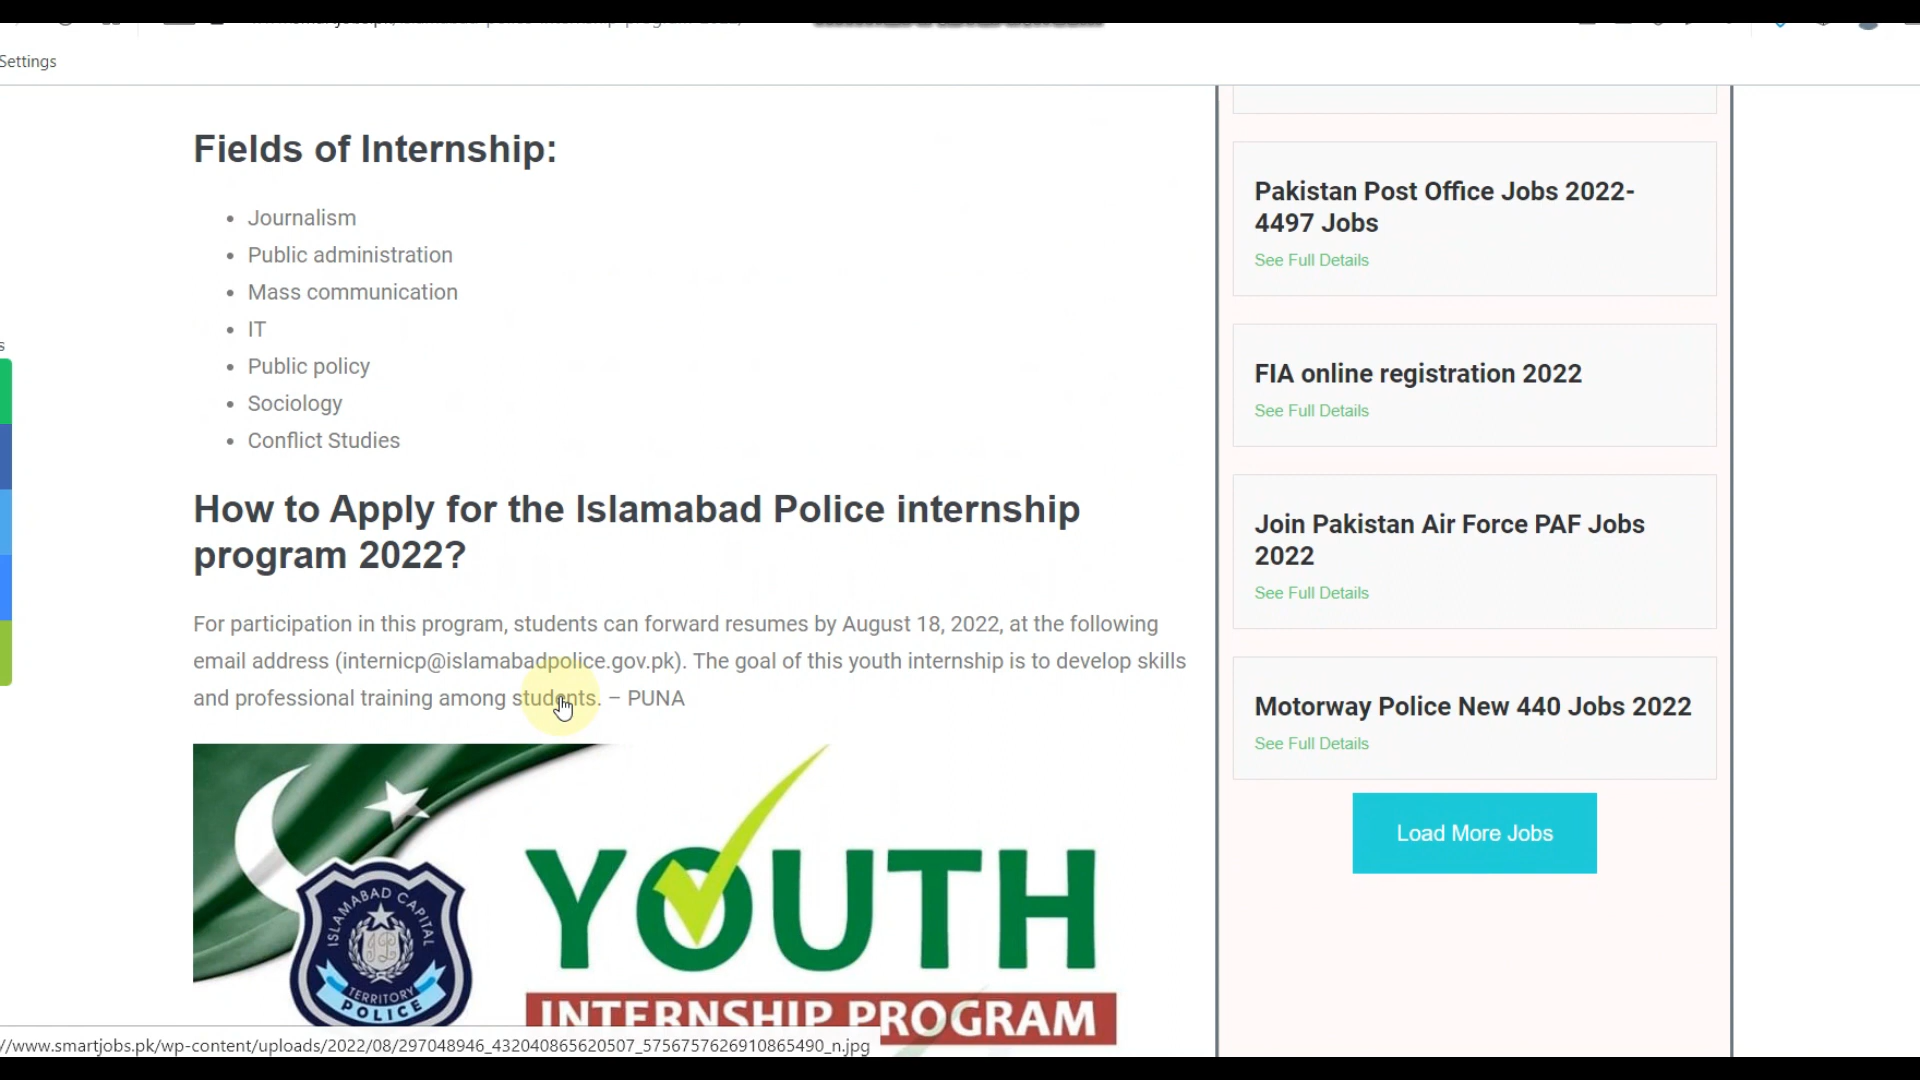 Settings
Fields of Internship:
Journalism
Public administration
Mass communication
IT
Public policy
Sociology
Conflict Studies
How to Apply for the Islamabad Police internship
program 2022?
For participation in this program, students can forward resumes by August 18, 2022, at the following
email address (internicp@islamabadpolice.gov.pk). The goal of this youth internship is to develop skills
and professional training among students. – PUNA
ISLAMABAD CAPITAL
TERRITORY
POLICE
YOUTH
INTERNSHIP PROGRAM
//www.smartjobs.pk/wp-content/uploads/2022/08/297048946_432040865620507_5756757626910865490_n.jpg
Pakistan Post Office Jobs 2022-
4497 Jobs
See Full Details
FIA online registration 2022
See Full Details
Join Pakistan Air Force PAF Jobs
2022
See Full Details
Motorway Police New 440 Jobs 2022
See Full Details
Load More Jobs